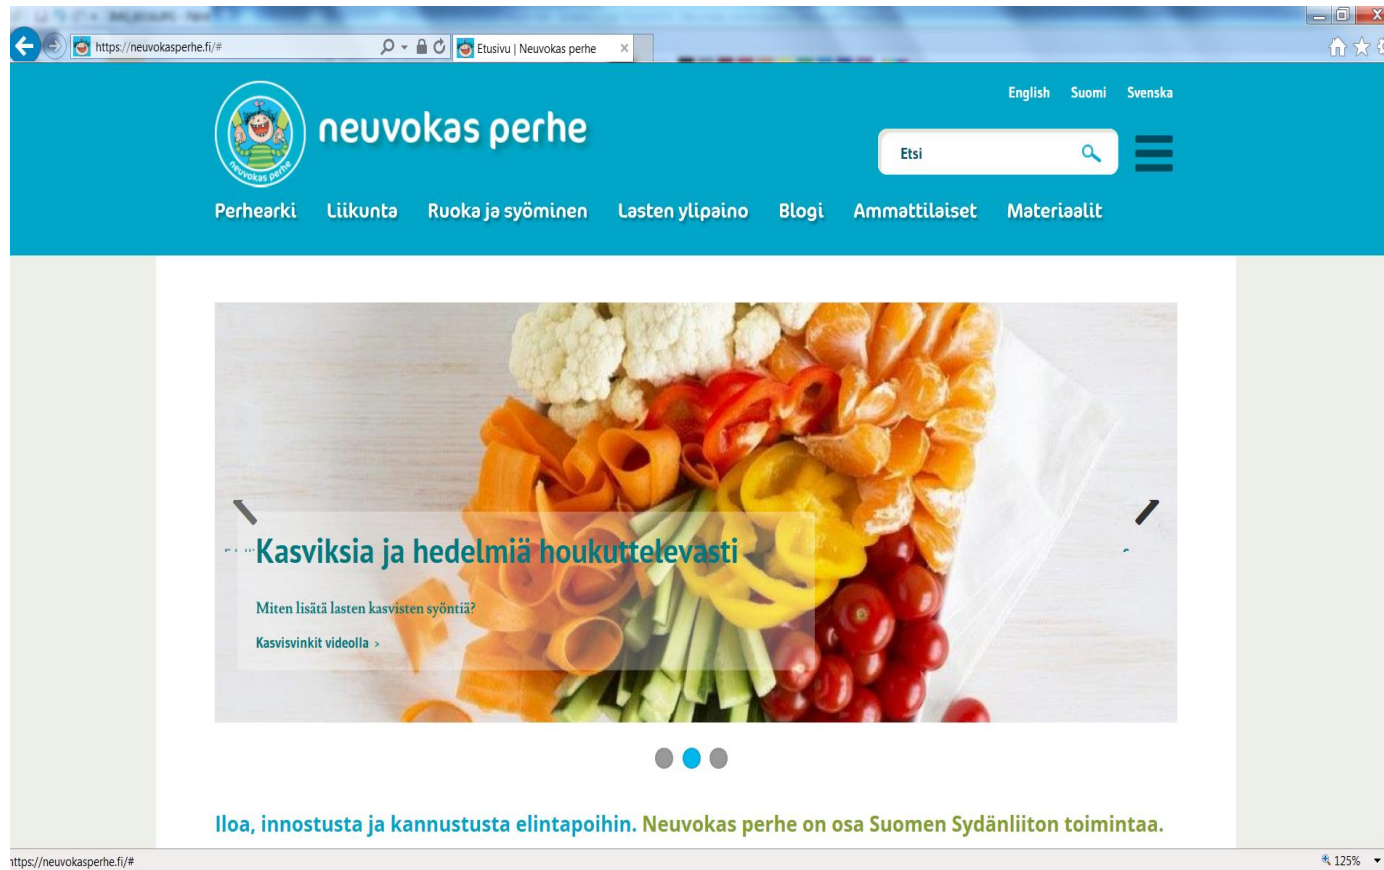 https://neuvokasperhe.fi/#
Etusivu | Neuvokas perhe
English Suomi Svenska
neuvokas perhe
neuvokas perhe
Etsi
Perhearki Liikunta Ruoka ja syöminen Lasten ylipaino Blogi Ammattilaiset Materiaalit
Kasviksia ja hedelmiä houkuttelevasti
Miten lisätä lasten kasvisten syöntiä?
Kasvisvinkit videolla >
Iloa, innostusta ja kannustusta elintapoihin. Neuvokas perhe on osa Suomen Sydänliiton toimintaa.
ttps://neuvokasperhe.fi/#
125%